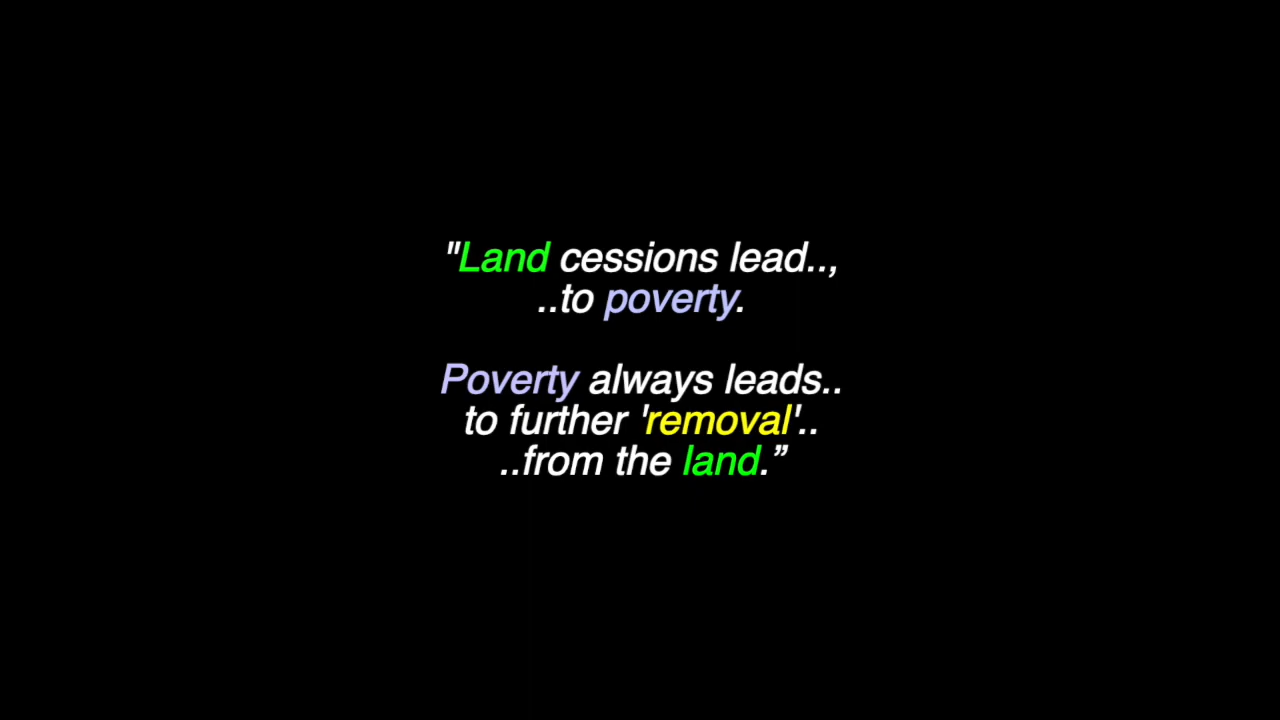 "Land cessions lead..,
..to poverty.
Poverty always leads..
to further 'removal'..
..from the land.”